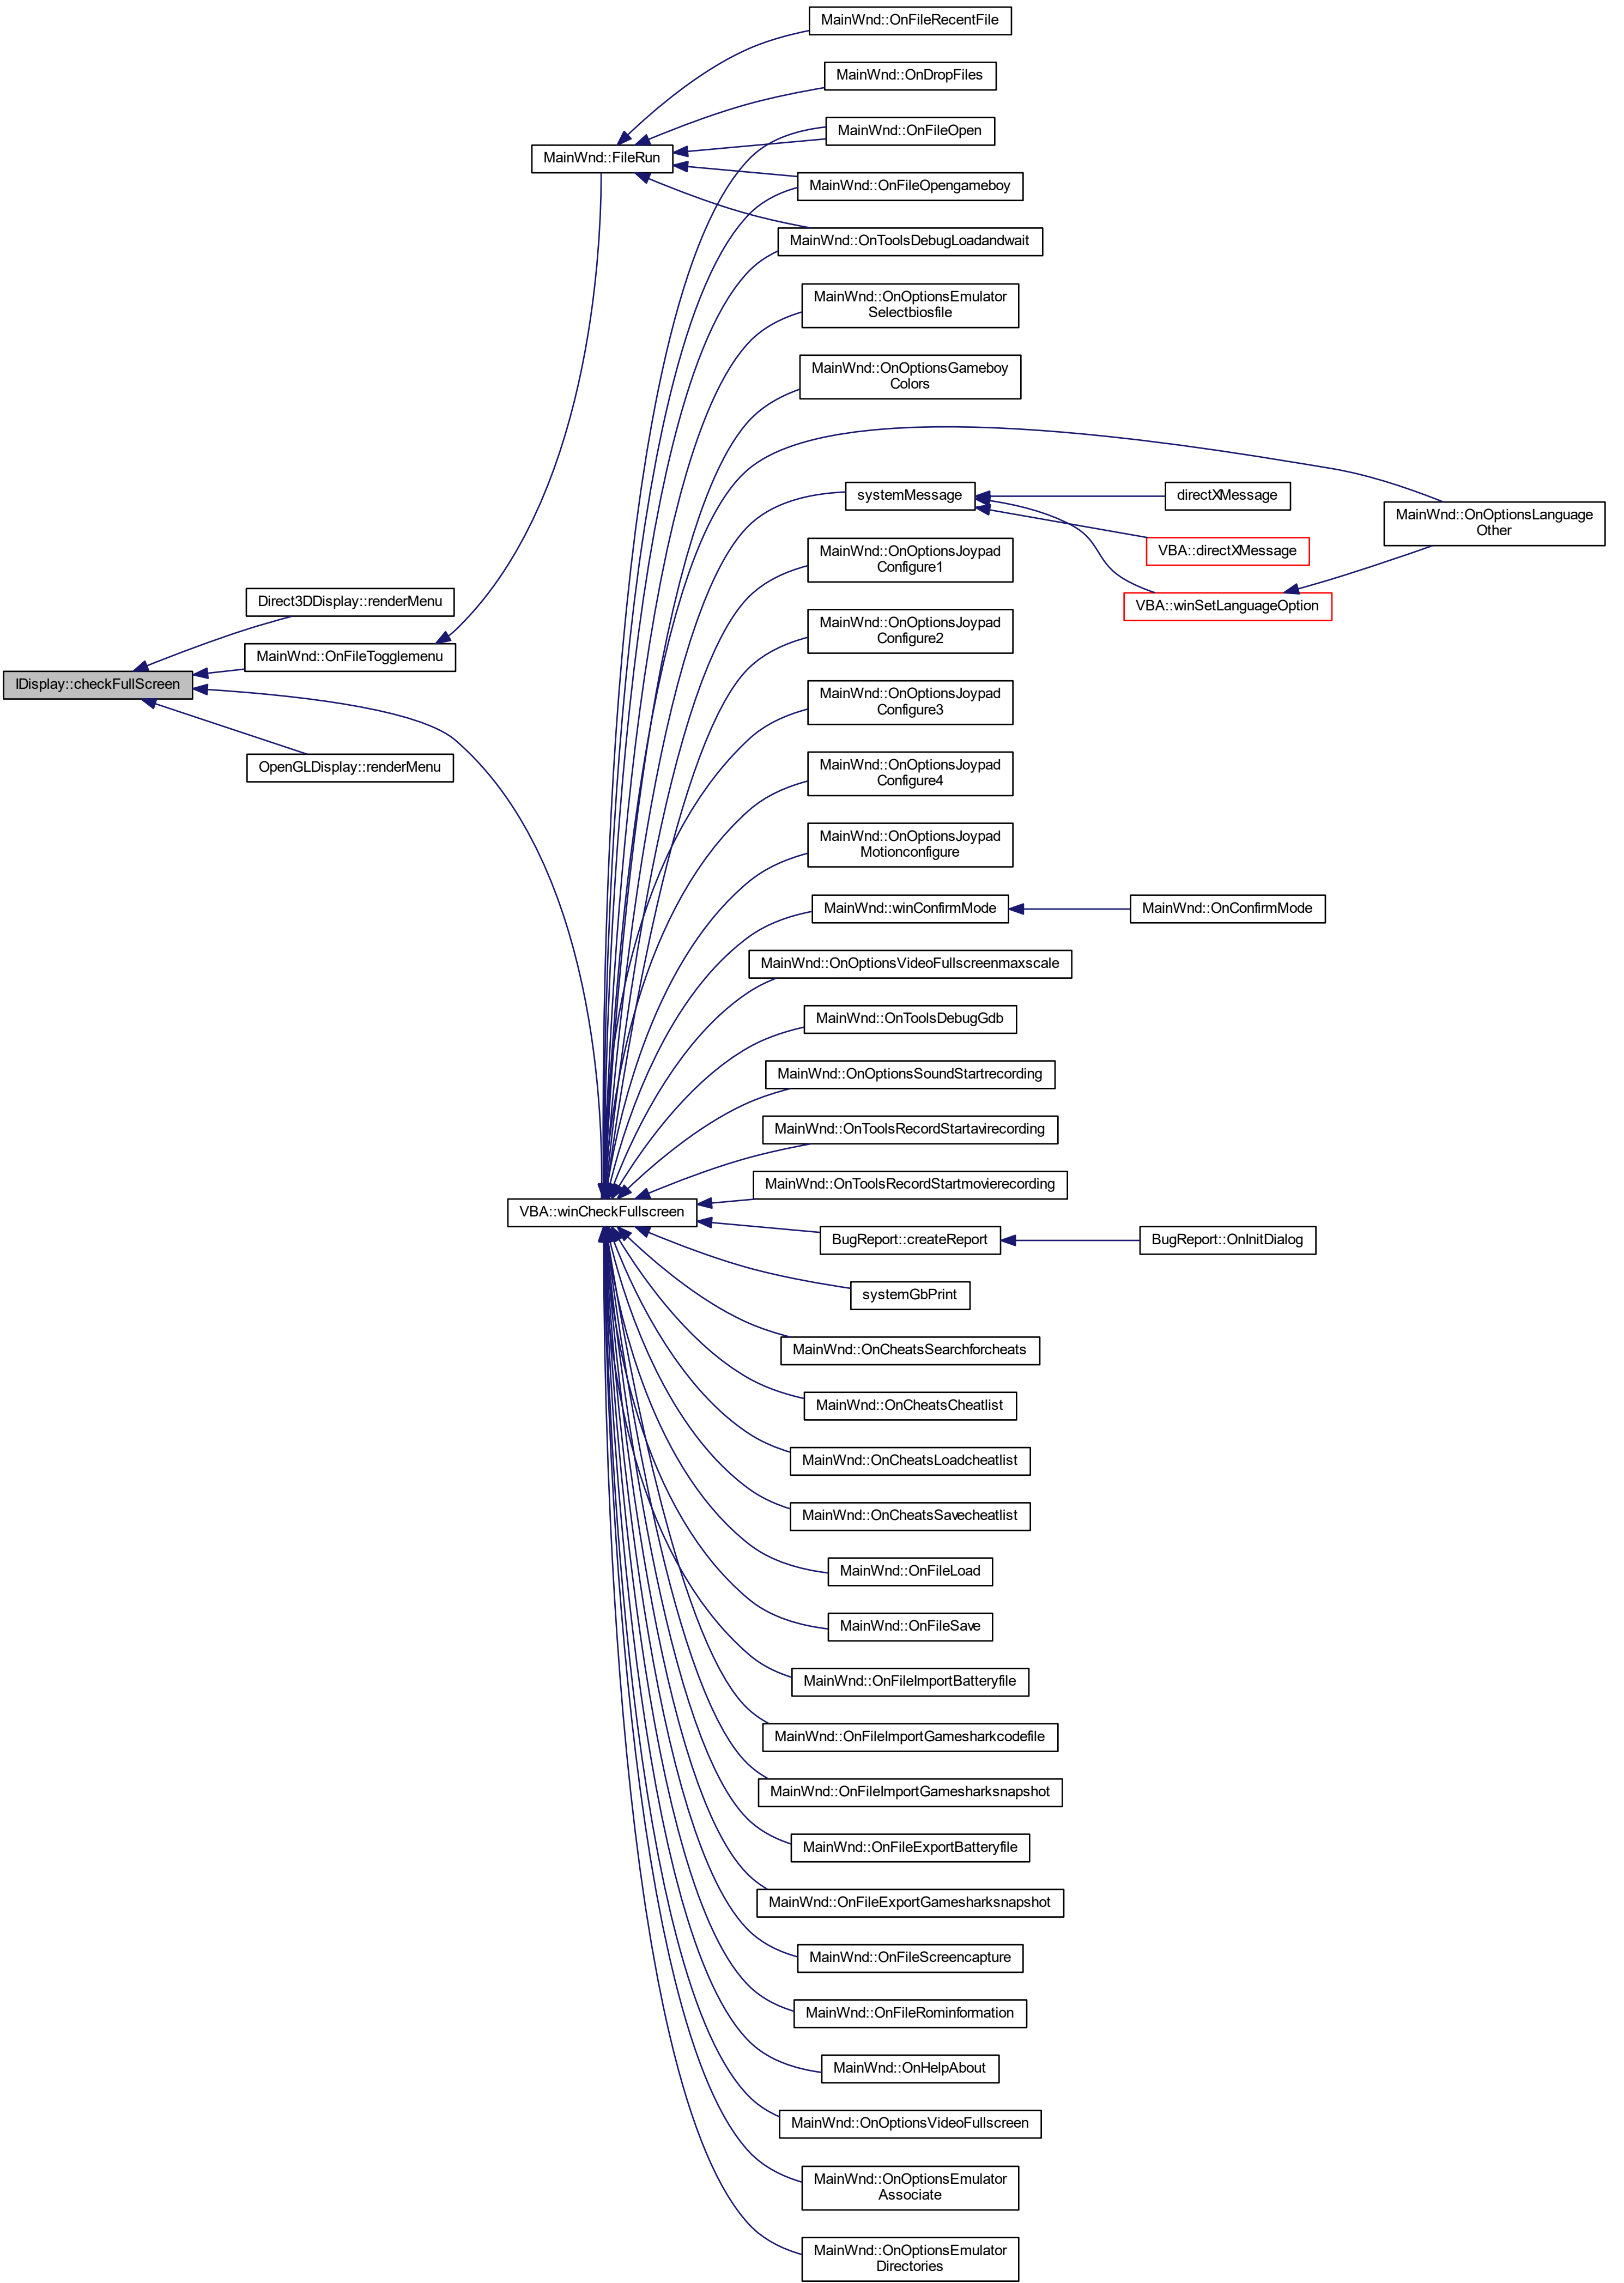 MainWnd::OnFileRecentFile
MainWnd::OnDropFiles
MainWnd::OnFileOpen
MainWnd::FileRun
MainWnd::OnFileOpengameboy
MainWnd::OnToolsDebugLoadandwait
MainWnd::OnOptionsEmulator
Selectbiosfile
MainWnd::OnOptionsGameboy
Colors
systemMessage
directXMessage
MainWnd::OnOptionsLanguage
Other
VBA::directXMessage
MainWnd::OnOptionsJoypad
Configure1
VBA::winSetLanguageOption
Direct3DDisplay::renderMenu
MainWnd::OnOptionsJoypad
Configure2
MainWnd::OnFileTogglemenu
IDisplay::checkFullScreen
MainWnd::OnOptionsJoypad
Configure3
OpenGLDisplay::renderMenu
MainWnd::OnOptionsJoypad
Configure4
MainWnd::OnOptionsJoypad
Motionconfigure
MainWnd::winConfirmMode
MainWnd::OnConfirmMode
MainWnd::OnOptionsVideoFullscreenmaxscale
MainWnd::OnToolsDebugGdb
MainWnd::OnOptionsSoundStartrecording
MainWnd::OnToolsRecordStartavirecording
MainWnd::OnToolsRecordStartmovierecording
VBA::winCheckFullscreen
BugReport::createReport
BugReport::OnInitDialog
systemGbPrint
MainWnd::OnCheatsSearchforcheats
MainWnd::OnCheatsCheatlist
MainWnd::OnCheatsLoadcheatlist
MainWnd::OnCheatsSavecheatlist
MainWnd::OnFileLoad
MainWnd::OnFileSave
MainWnd::OnFileImportBatteryfile
MainWnd::OnFileImportGamesharkcodefile
MainWnd::OnFileImportGamesharksnapshot
MainWnd::OnFileExportBatteryfile
MainWnd::OnFileExportGamesharksnapshot
MainWnd::OnFileScreencapture
MainWnd::OnFileRominformation
MainWnd::OnHelpAbout
MainWnd::OnOptionsVideoFullscreen
MainWnd::OnOptionsEmulator
Associate
MainWnd::OnOptionsEmulator
Directories